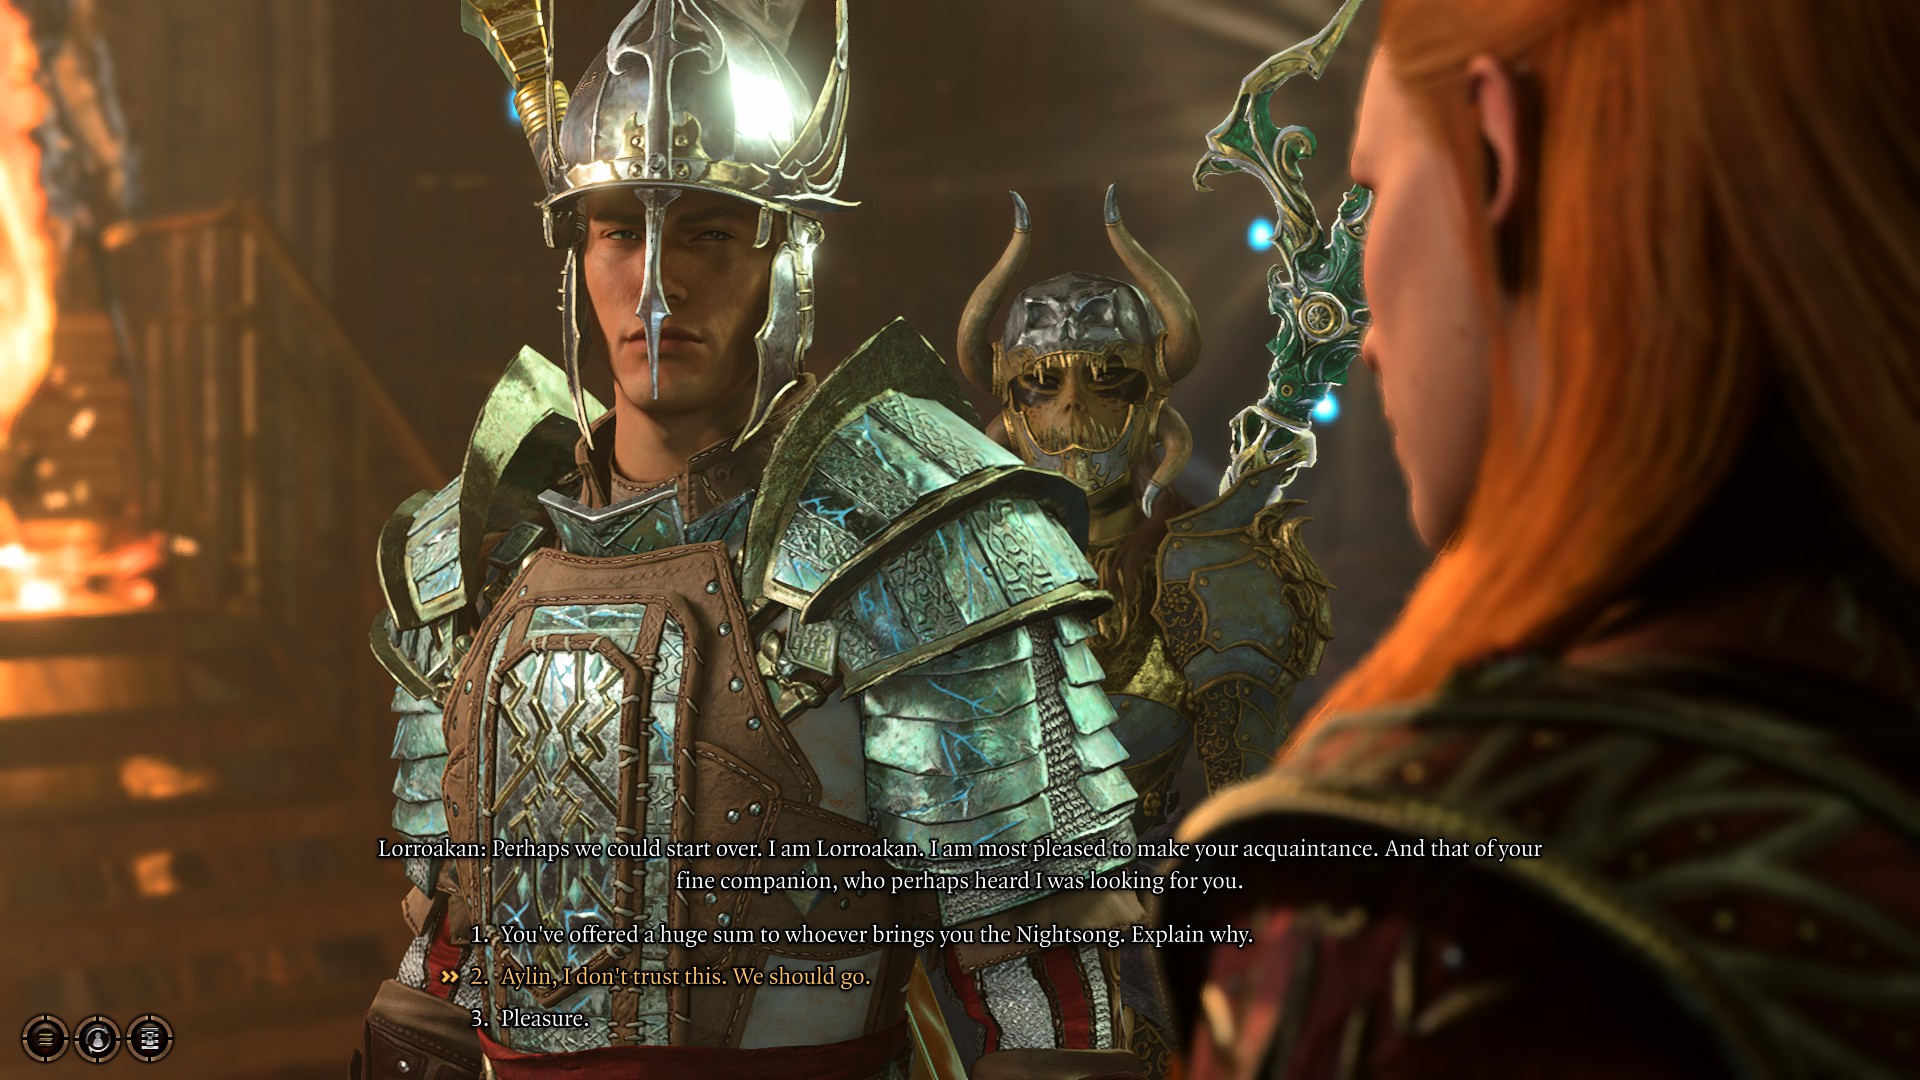 Lorroakan: Perhaps we could start over. I am Lorroakan. I am most pleased to make your acquaintance. And that of your
fine companion, who perhaps heard I was looking for you.
1. You've offered a huge sum to whoever brings you the Nightsong. Explain why.
2. Aylin, I don't trust this. We should go.
3. Pleasure.